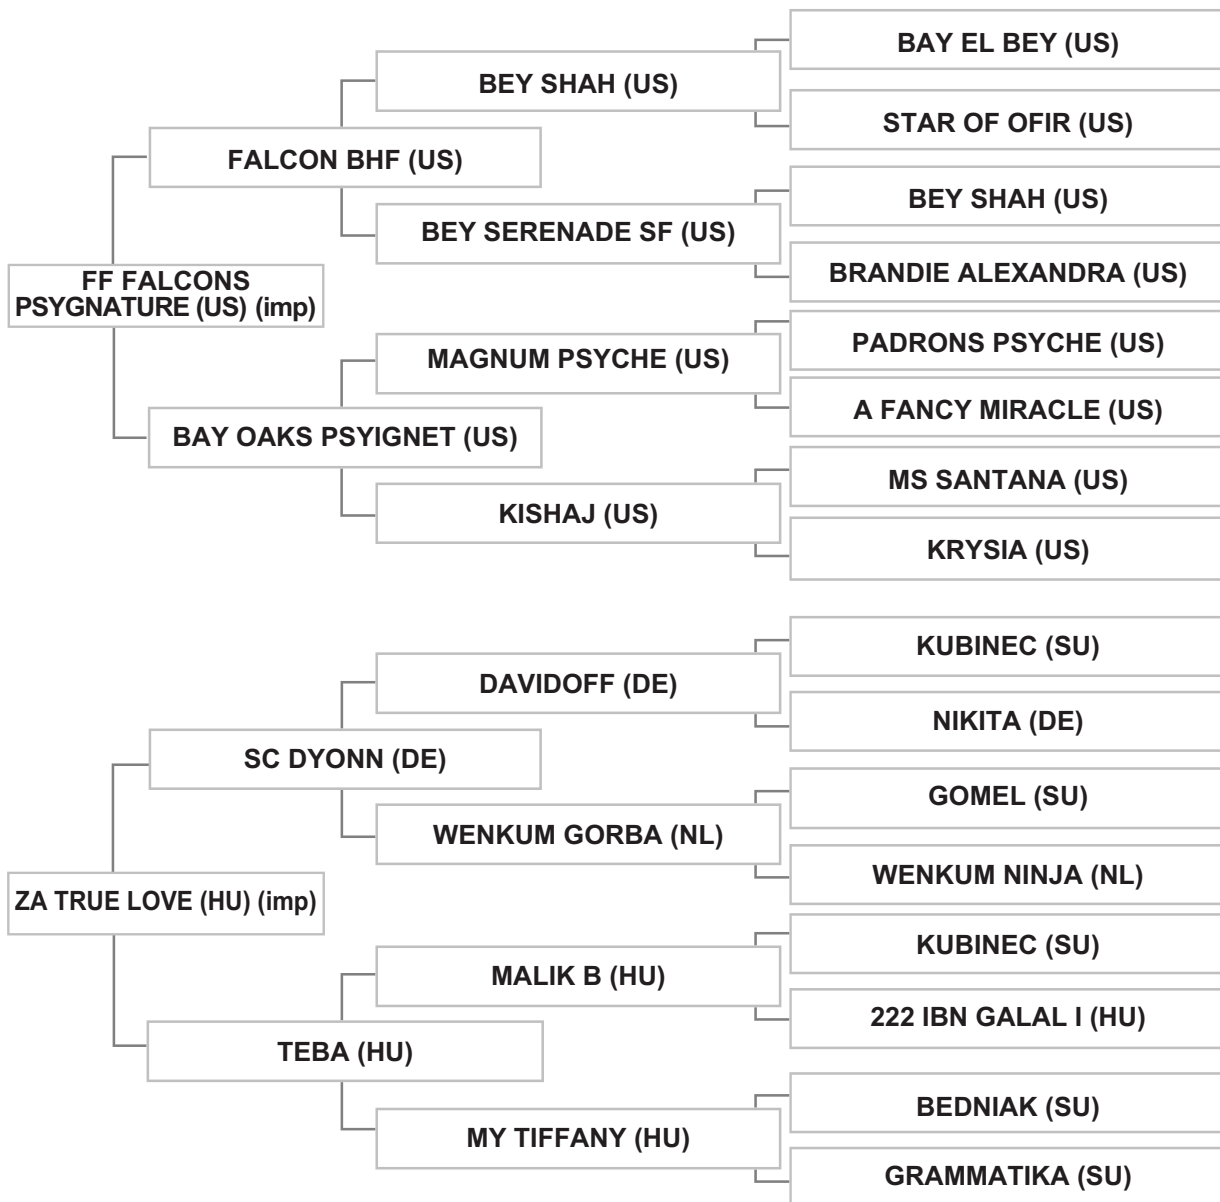 BAY EL BEY (US)
BEY SHAH (US)
STAR OF OFIR (US)
FALCON BHF (US)
BEY SHAH (US)
BEY SERENADE SF (US)
BRANDIE ALEXANDRA (US)
FF FALCONS
PSYGNATURE (US) (imp)
PADRONS PSYCHE (US)
MAGNUM PSYCHE (US)
A FANCY MIRACLE (US)
BAY OAKS PSYIGNET (US)
MS SANTANA (US)
KISHAJ (US)
KRYSIA (US)
KUBINEC (SU)
DAVIDOFF (DE)
NIKITA (DE)
SC DYONN (DE)
GOMEL (SU)
WENKUM GORBA (NL)
WENKUM NINJA (NL)
ZA TRUE LOVE (HU) (imp)
KUBINEC (SU)
MALIK B (HU)
222 IBN GALAL I (HU)
TEBA (HU)
BEDNIAK (SU)
MY TIFFANY (HU)
GRAMMATIKA (SU)